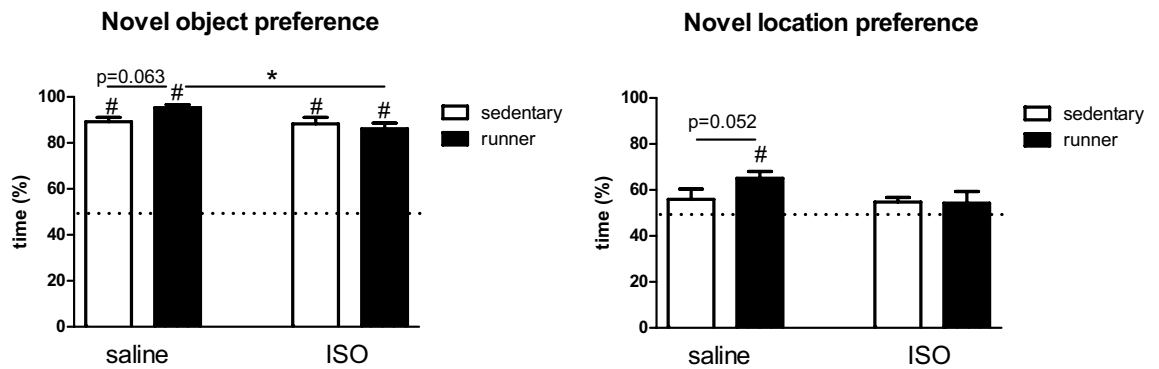 Novel object preference
p=0.063
*
# # # #
100
80
60
40
20
0
time (%)
saline ISO
sedentary
runner
Novel location preference
p=0.052
#
100
80
60
40
20
0
time (%)
saline ISO
sedentary
runner